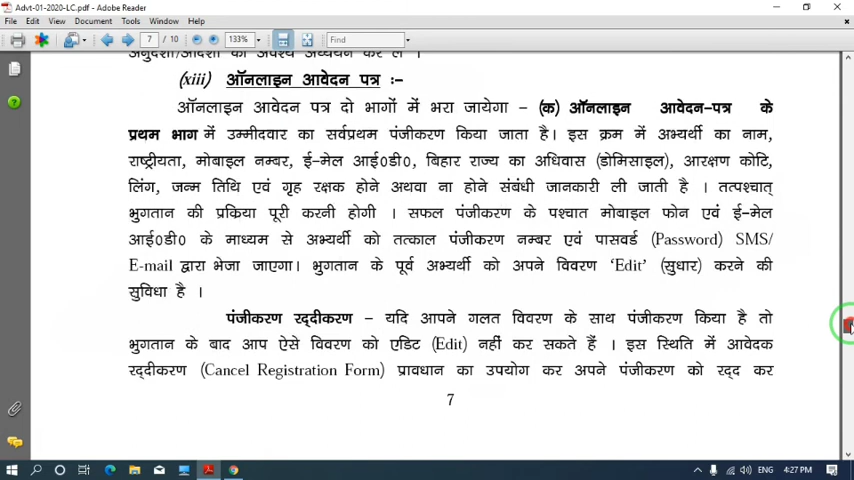 Advt-01-2020-LC.pdf - Adobe Reader
File Edit View Document Tools Window Help
7 / 10 133% Find
अनुदेशों/आदेशों का अवश्य अध्ययन कर लें ।
(xiii) ऑनलाइन आवेदन पत्र :–
ऑनलाइन आवेदन पत्र दो भागों में भरा जायेगा – (क) ऑनलाइन आवेदन–पत्र के
प्रथम भाग में उम्मीदवार का सर्वप्रथम पंजीकरण किया जाता है। इस क्रम में अभ्यर्थी का नाम,
राष्ट्रीयता, मोबाइल नम्बर, ई–मेल आई0डी0, बिहार राज्य का अधिवास (डोमिसाइल), आरक्षण कोटि,
लिंग, जन्म तिथि एवं गृह रक्षक होने अथवा ना होने संबंधी जानकारी ली जाती है । तत्पश्चात्
भुगतान की प्रक्रिया पूरी करनी होगी । सफल पंजीकरण के पश्चात मोबाइल फोन एवं ई–मेल
आई0डी0 के माध्यम से अभ्यर्थी को तत्काल पंजीकरण नम्बर एवं पासवर्ड (Password) SMS/
E-mail द्वारा भेजा जाएगा। भुगतान के पूर्व अभ्यर्थी को अपने विवरण ‘Edit’ (सुधार) करने की
सुविधा है ।
पंजीकरण रद्दीकरण – यदि आपने गलत विवरण के साथ पंजीकरण किया है तो
भुगतान के बाद आप ऐसे विवरण को एडिट (Edit) नहीं कर सकते हैं । इस स्थिति में आवेदक
रद्दीकरण (Cancel Registration Form) प्रावधान का उपयोग कर अपने पंजीकरण को रद्द कर
7
ENG 4:27 PM